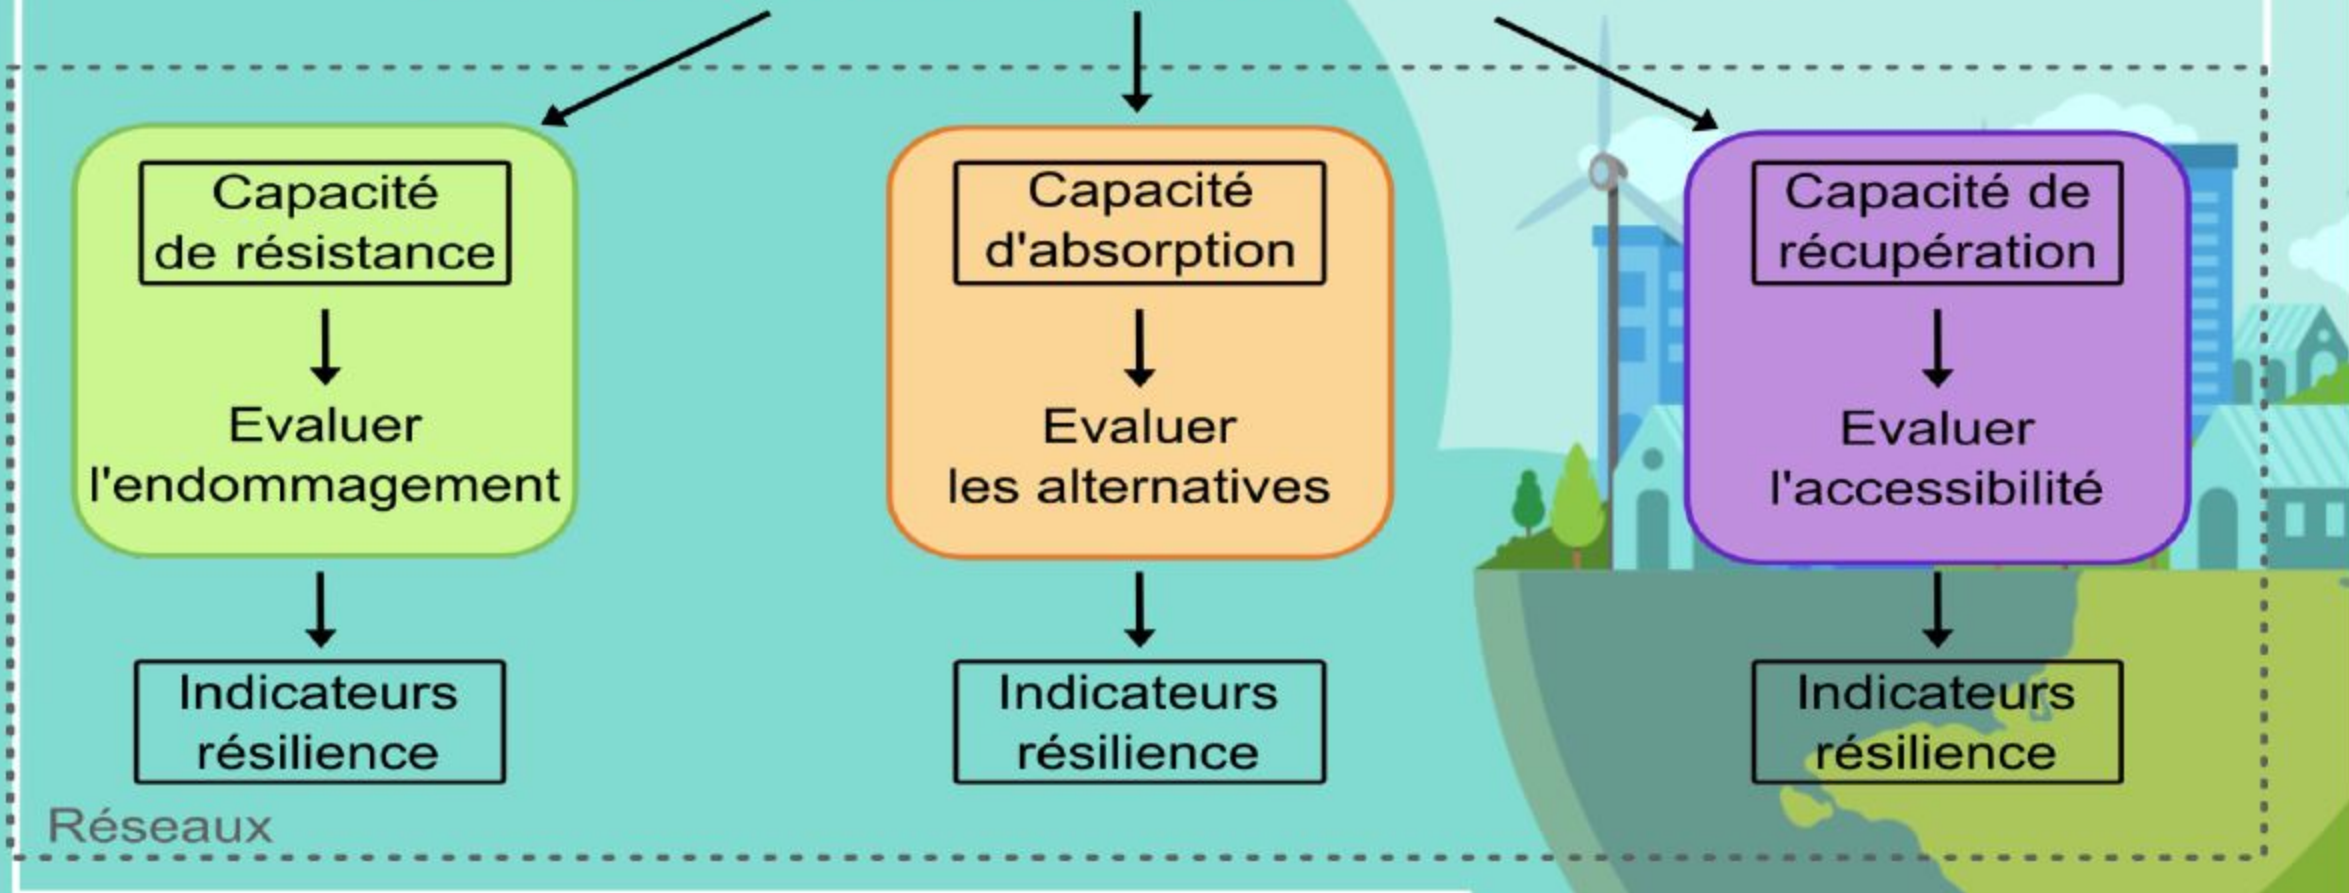 Capacité
de résistance
Evaluer
l'endommagement
Indicateurs
résilience
Capacité
d'absorption
Evaluer
les alternatives
Indicateurs
résilience
Capacité de
récupération
Evaluer
l'accessibilité
Indicateurs
résilience
Réseaux